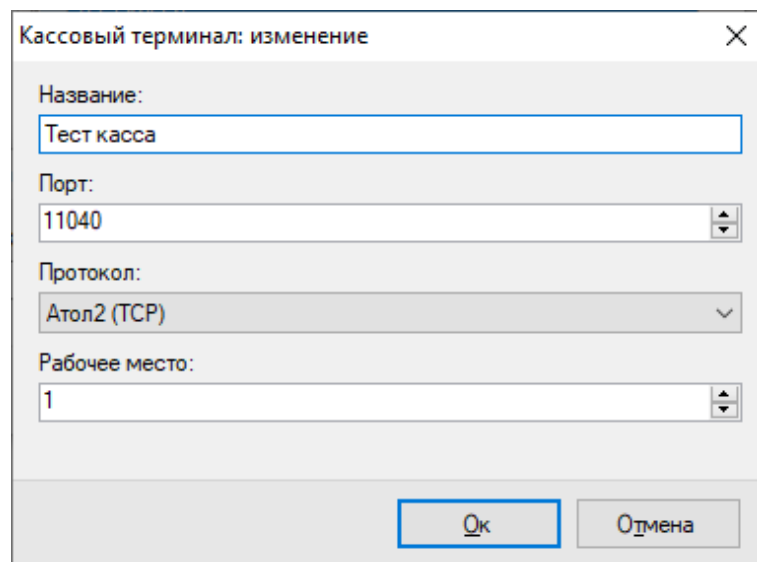 Кассовый терминал: изменение
Название:
Тест касса
Порт:
11040
Протокол:
Атол2 (TCP)
Рабочее место:
1
Ок
Отмена